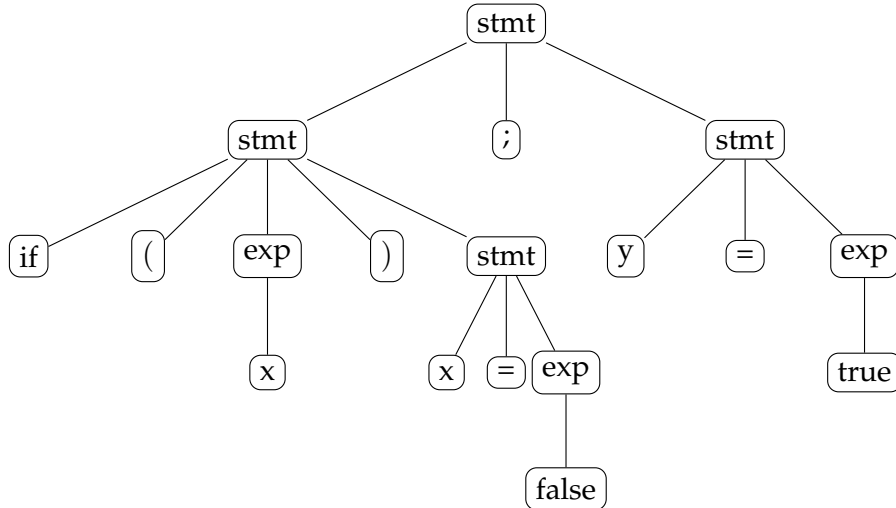 stmt
stmt ; stmt
if ( exp ) stmt y = exp
x x = exp true
false